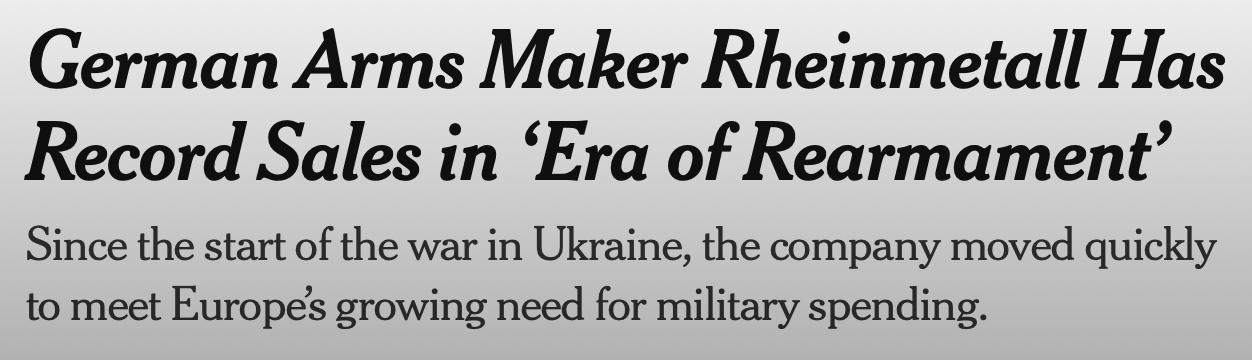 German Arms Maker Rheinmetall Has
Record Sales in ‘Era of Rearmament’
Since the start of the war in Ukraine, the company moved quickly
to meet Europe’s growing need for military spending.